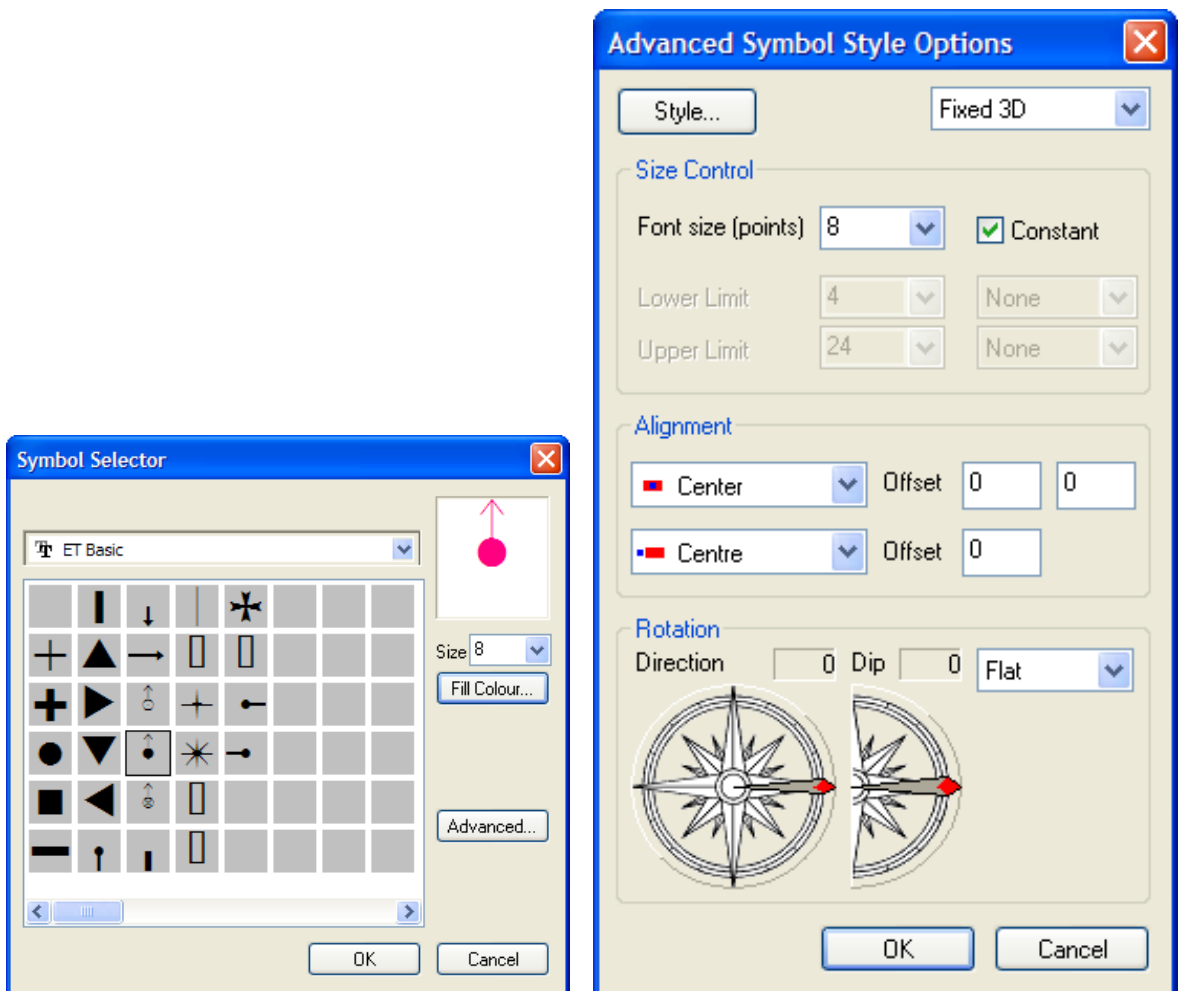 Symbol Selector
ET Basic
Size 8
Fill Colour...
Advanced...
OK Cancel
Advanced Symbol Style Options
Style... Fixed 3D
Size Control
Font size (points) 8 Constant
Lower Limit 4 None
Upper Limit 24 None
Alignment
Center Offset 0 0
Centre Offset 0
Rotation
Direction 0 Dip 0 Flat
OK Cancel